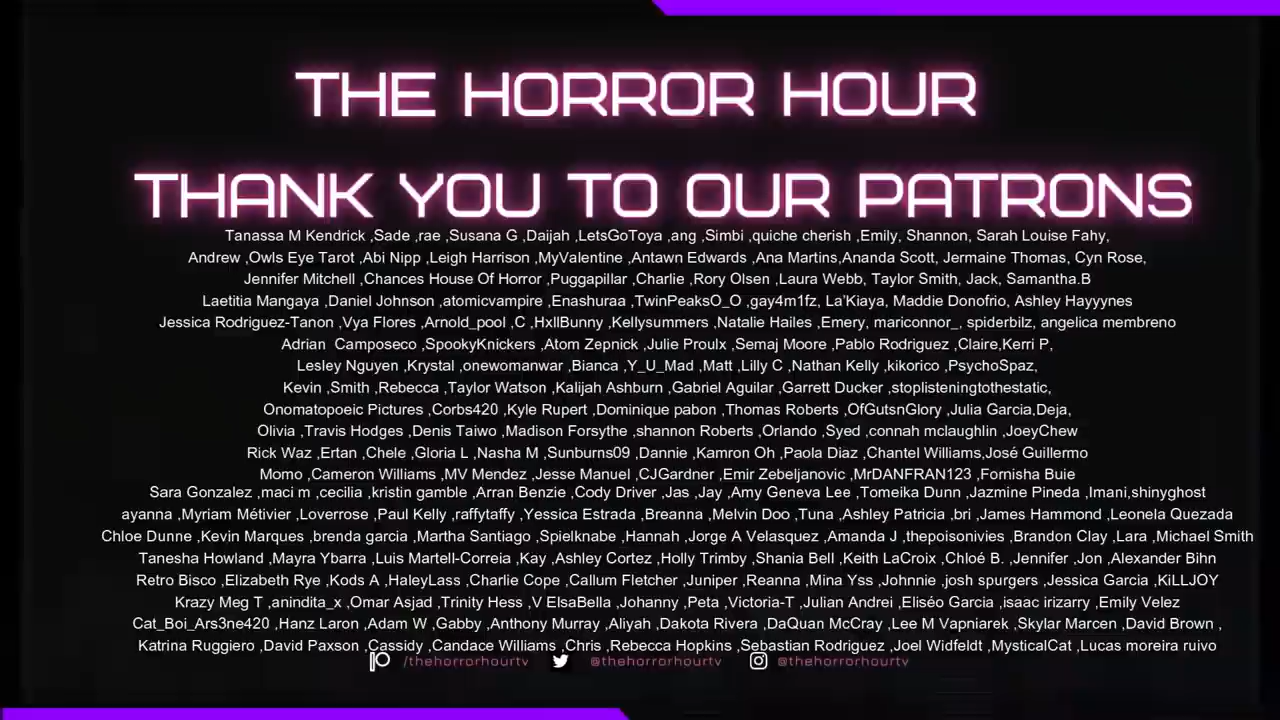 THE HORROR HOUR
THANK YOU TO OUR PATRONS
Tanassa M Kendrick ,Sade ,rae ,Susana G ,Daijah ,LetsGoToya ,ang ,Simbi ,quiche cherish ,Emily, Shannon, Sarah Louise Fahy,
Andrew ,Owls Eye Tarot ,Abi Nipp ,Leigh Harrison ,MyValentine ,Antawn Edwards ,Ana Martins,Ananda Scott, Jermaine Thomas, Cyn Rose,
Jennifer Mitchell ,Chances House Of Horror ,Puggapillar ,Charlie ,Rory Olsen ,Laura Webb, Taylor Smith, Jack, Samantha.B
Laetitia Mangaya ,Daniel Johnson ,atomicvampire ,Enashuraa ,TwinPeaksO_O ,gay4m1fz, La'Kiaya, Maddie Donofrio, Ashley Hayyynes
Jessica Rodriguez-Tanon ,Vya Flores ,Arnold_pool ,C ,HxllBunny ,Kellysummers ,Natalie Hailes ,Emery, mariconnor_, spiderbilz, angelica membreno
Adrian  Camposeco ,SpookyKnickers ,Atom Zepnick ,Julie Proulx ,Semaj Moore ,Pablo Rodriguez ,Claire,Kerri P,
Lesley Nguyen ,Krystal ,onewomanwar ,Bianca ,Y_U_Mad ,Matt ,Lilly C ,Nathan Kelly ,kikorico ,PsychoSpaz,
Kevin ,Smith ,Rebecca ,Taylor Watson ,Kalijah Ashburn ,Gabriel Aguilar ,Garrett Ducker ,stoplisteningtothestatic,
Onomatopoeic Pictures ,Corbs420 ,Kyle Rupert ,Dominique pabon ,Thomas Roberts ,OfGutsnGlory ,Julia Garcia,Deja,
Olivia ,Travis Hodges ,Denis Taiwo ,Madison Forsythe ,shannon Roberts ,Orlando ,Syed ,connah mclaughlin ,JoeyChew
Rick Waz ,Ertan ,Chele ,Gloria L ,Nasha M ,Sunburns09 ,Dannie ,Kamron Oh ,Paola Diaz ,Chantel Williams,José Guillermo
Momo ,Cameron Williams ,MV Mendez ,Jesse Manuel ,CJGardner ,Emir Zebeljanovic ,MrDANFRAN123 ,Fornisha Buie
Sara Gonzalez ,maci m ,cecilia ,kristin gamble ,Arran Benzie ,Cody Driver ,Jas ,Jay ,Amy Geneva Lee ,Tomeika Dunn ,Jazmine Pineda ,Imani,shinyghost
ayanna ,Myriam Métivier ,Loverrose ,Paul Kelly ,raffytaffy ,Yessica Estrada ,Breanna ,Melvin Doo ,Tuna ,Ashley Patricia ,bri ,James Hammond ,Leonela Quezada
Chloe Dunne ,Kevin Marques ,brenda garcia ,Martha Santiago ,Spielknabe ,Hannah ,Jorge A Velasquez ,Amanda J ,thepoisonivies ,Brandon Clay ,Lara ,Michael Smith
Tanesha Howland ,Mayra Ybarra ,Luis Martell-Correia ,Kay ,Ashley Cortez ,Holly Trimby ,Shania Bell ,Keith LaCroix ,Chloé B. ,Jennifer ,Jon ,Alexander Bihn
Retro Bisco ,Elizabeth Rye ,Kods A ,HaleyLass ,Charlie Cope ,Callum Fletcher ,Juniper ,Reanna ,Mina Yss ,Johnnie ,josh spurgers ,Jessica Garcia ,KiLLJOY
Krazy Meg T ,anindita_x ,Omar Asjad ,Trinity Hess ,V ElsaBella ,Johanny ,Peta ,Victoria-T ,Julian Andrei ,Eliséo Garcia ,isaac irizarry ,Emily Velez
Cat_Boi_Ars3ne420 ,Hanz Laron ,Adam W ,Gabby ,Anthony Murray ,Aliyah ,Dakota Rivera ,DaQuan McCray ,Lee M Vapniarek ,Skylar Marcen ,David Brown ,
Katrina Ruggiero ,David Paxson ,Cassidy ,Candace Williams ,Chris ,Rebecca Hopkins ,Sebastian Rodriguez ,Joel Widfeldt ,MysticalCat ,Lucas moreira ruivo
/thehorrorhourtv @thehorrorhourtv @thehorrorhourtv